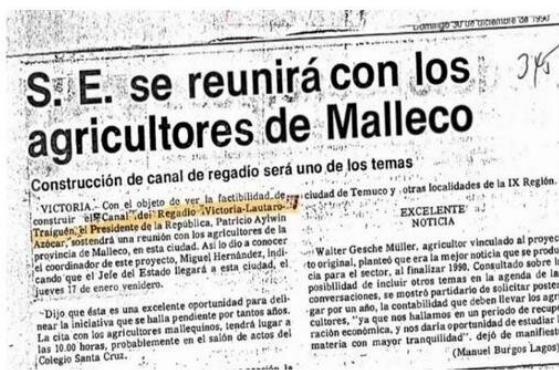 Domingo 30 de diciembre de 1990
345
S. E. se reunirá con los
agricultores de Malleco
Construcción de canal de regadío será uno de los temas
VICTORIA.- Con el objeto de ver la factibilidad de
construir el Canal de Regadío Victoria-Lautaro-
Traiguén, el Presidente de la República, Patricio Aylwin
Azócar, sostendrá una reunión con los agricultores de la
provincia de Malleco, en esta ciudad. Así lo dio a conocer
el coordinador de este proyecto, Miguel Hernández, indi-
cando que el Jefe del Estado llegará a esta ciudad, el
jueves 17 de enero venidero.
"Dijo que ésta es una excelente oportunidad para deli-
near la iniciativa que se halla pendiente por tantos años.
La cita con los agricultores mallequinos, tendrá lugar a
las 10.00 horas, probablemente en el salón de actos del
Colegio Santa Cruz.
ciudad de Temuco y otras localidades de la IX Región.
EXCELENTE
NOTICIA
Walter Gesche Müller, agricultor vinculado al proyec
to original, planteó que era la mejor noticia que se produ
cia para el sector, al finalizar 1990. Consultado sobre l
posibilidad de incluir otros temas en la agenda de la
conversaciones, se mostró partidario de solicitar poster
gar por un año, la contabilidad que deben llevar los agr
cultores, "ya que nos hallamos en un período de recup
ración económica, y nos daría oportunidad de estudiar l
materia con mayor tranquilidad", dejó de manifiest
(Manuel Burgos Lagos)